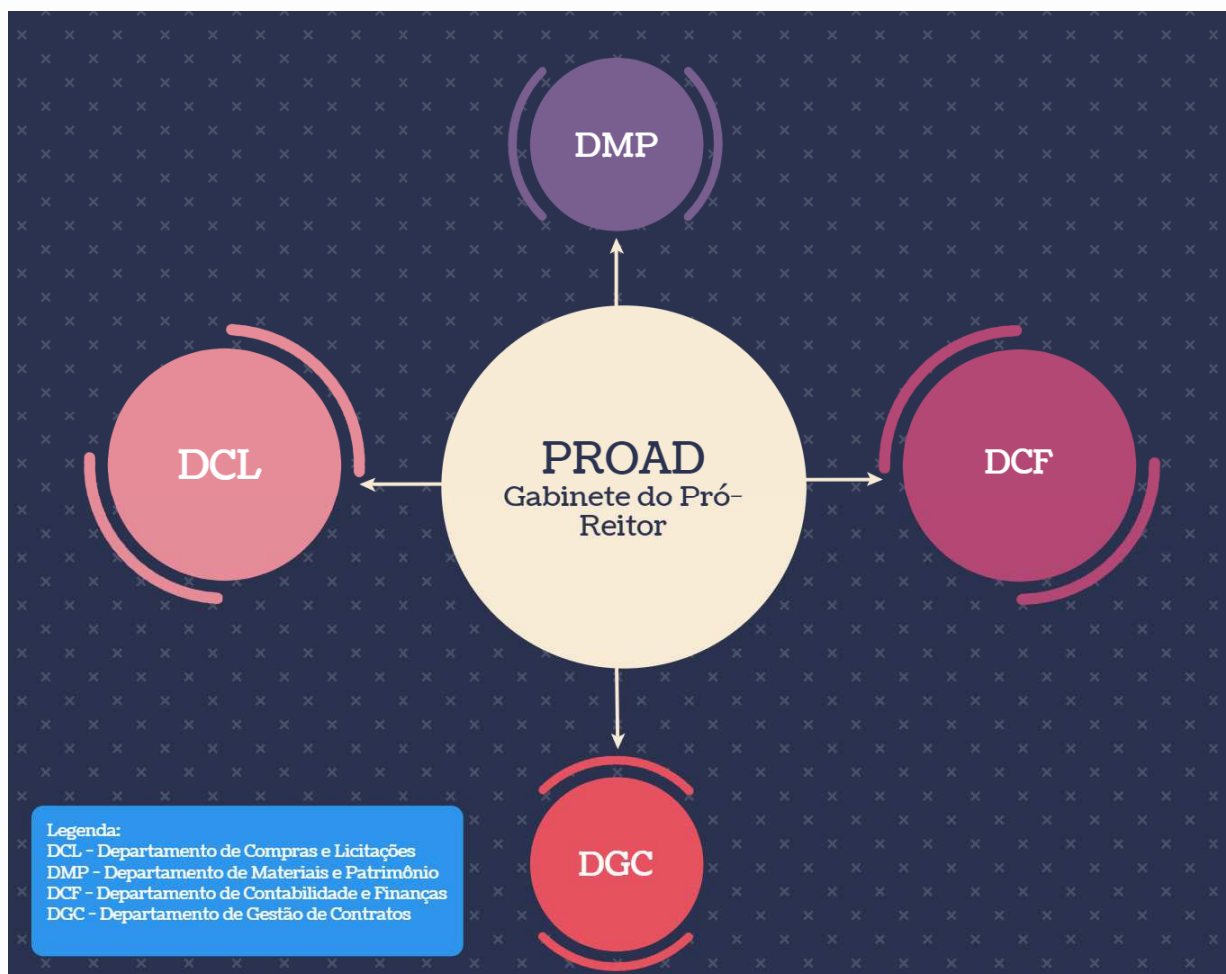 DMP
DCL
PROAD
Gabinete do Pró-
Reitor
DCF
DGC
Legenda:
DCL - Departamento de Compras e Licitações
DMP - Departamento de Materiais e Patrimônio
DCF - Departamento de Contabilidade e Finanças
DGC - Departamento de Gestão de Contratos